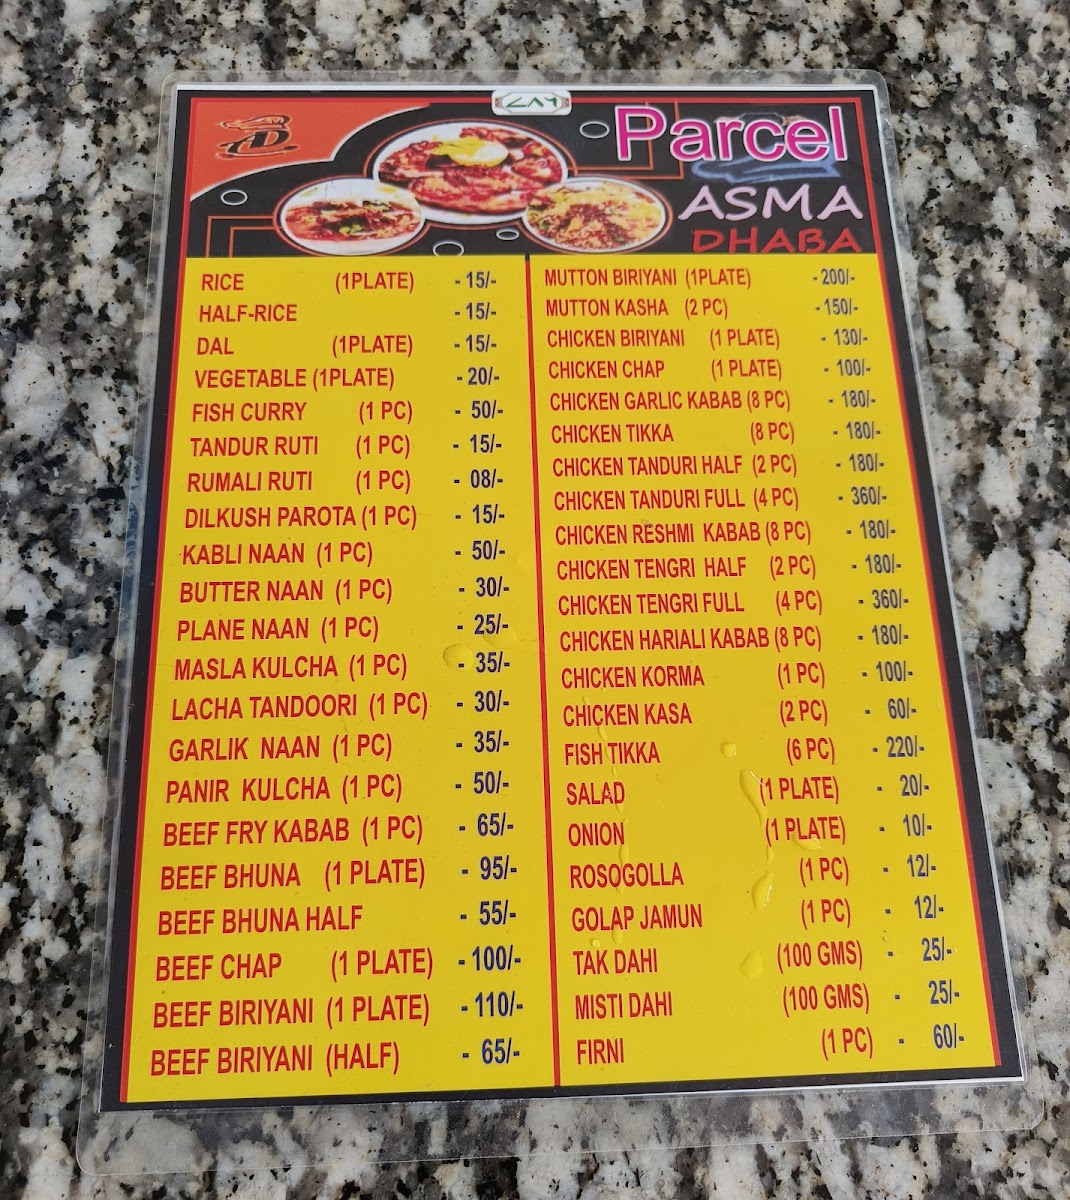 ٧٨٦
D
Parcel
ASMA
DHABA
RICE (1PLATE) - 15/-
HALF-RICE - 15/-
DAL (1PLATE) - 15/-
VEGETABLE (1PLATE) - 20/-
FISH CURRY (1 PC) - 50/-
TANDUR RUTI (1 PC) - 15/-
RUMALI RUTI (1 PC) - 08/-
DILKUSH PAROTA (1 PC) - 15/-
KABLI NAAN (1 PC) - 50/-
BUTTER NAAN (1 PC) - 30/-
PLANE NAAN (1 PC) - 25/-
MASLA KULCHA (1 PC) - 35/-
LACHA TANDOORI (1 PC) - 30/-
GARLIK NAAN (1 PC) - 35/-
PANIR KULCHA (1 PC) - 50/-
BEEF FRY KABAB (1 PC) - 65/-
BEEF BHUNA (1 PLATE) - 95/-
BEEF BHUNA HALF - 55/-
BEEF CHAP (1 PLATE) - 100/-
BEEF BIRIYANI (1 PLATE) - 110/-
BEEF BIRIYANI (HALF) - 65/-
MUTTON BIRIYANI (1PLATE) - 200/-
MUTTON KASHA (2 PC) - 150/-
CHICKEN BIRIYANI (1 PLATE) - 130/-
CHICKEN CHAP (1 PLATE) - 100/-
CHICKEN GARLIC KABAB (8 PC) - 180/-
CHICKEN TIKKA (8 PC) - 180/-
CHICKEN TANDURI HALF (2 PC) - 180/-
CHICKEN TANDURI FULL (4 PC) - 360/-
CHICKEN RESHMI KABAB (8 PC) - 180/-
CHICKEN TENGRI HALF (2 PC) - 180/-
CHICKEN TENGRI FULL (4 PC) - 360/-
CHICKEN HARIALI KABAB (8 PC) - 180/-
CHICKEN KORMA (1 PC) - 100/-
CHICKEN KASA (2 PC) - 60/-
FISH TIKKA (6 PC) - 220/-
SALAD (1 PLATE) - 20/-
ONION (1 PLATE) - 10/-
ROSOGOLLA (1 PC) - 12/-
GOLAP JAMUN (1 PC) - 12/-
TAK DAHI (100 GMS) - 25/-
MISTI DAHI (100 GMS) - 25/-
FIRNI (1 PC) - 60/-